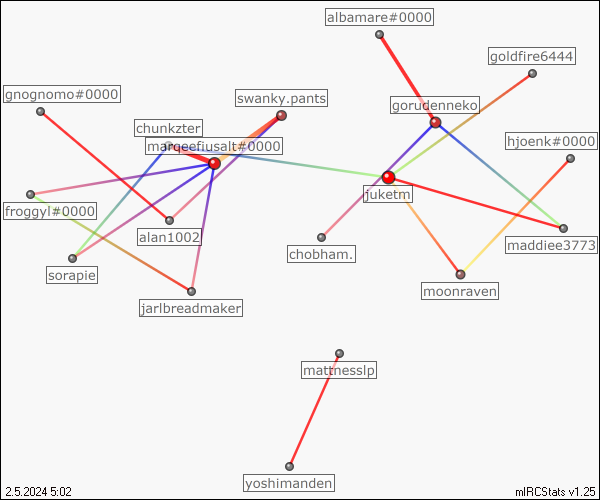 albamare#0000
goldfire6444
gnognomo#0000
swanky.pants
gorudenneko
chunkzter
hjoenk#0000
marqeefiusalt#0000
juketm
froggyl#0000
alan1002
maddiee3773
chobham.
sorapie
moonraven
jarlbreadmaker
mattnesslp
yoshimanden
2.5.2024 5:02
mIRCStats v1.25